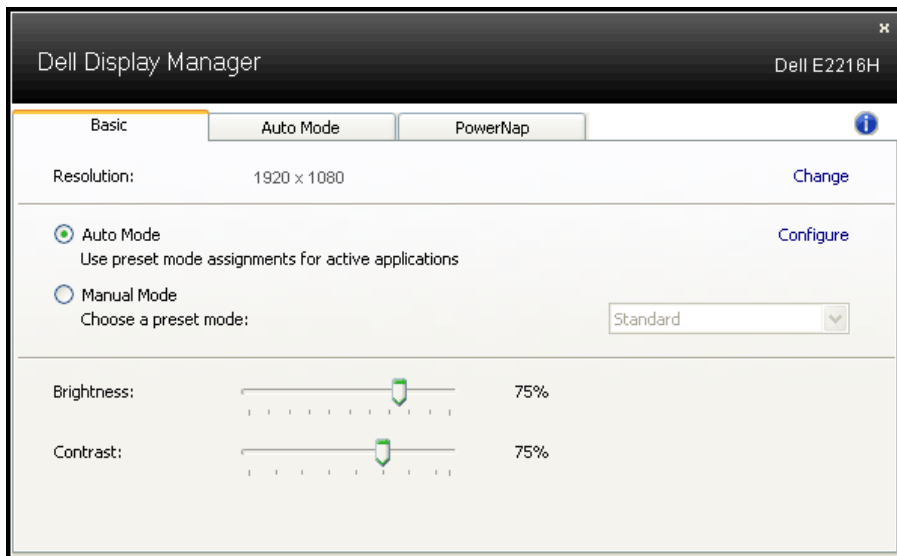 Dell Display Manager
Dell E2216H
Basic
Auto Mode
PowerNap
Resolution:
1920 x 1080
Change
Auto Mode
Configure
Use preset mode assignments for active applications
Manual Mode
Choose a preset mode:
Standard
Brightness:
75%
Contrast:
75%